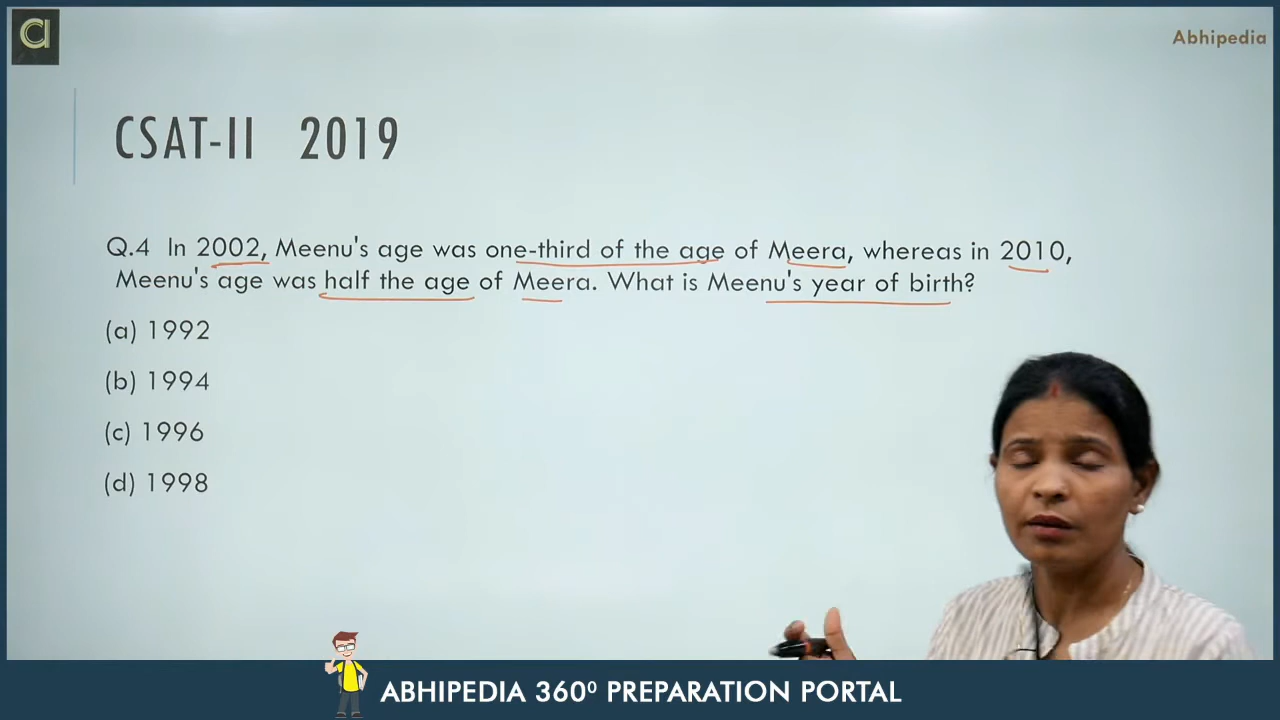 a
Abhipedia
CSAT-II 2019
Q.4 In 2002, Meenu's age was one-third of the age of Meera, whereas in 2010,
Meenu's age was half the age of Meera. What is Meenu's year of birth?
(a) 1992
(b) 1994
(c) 1996
(d) 1998
ABHIPEDIA 360⁰ PREPARATION PORTAL